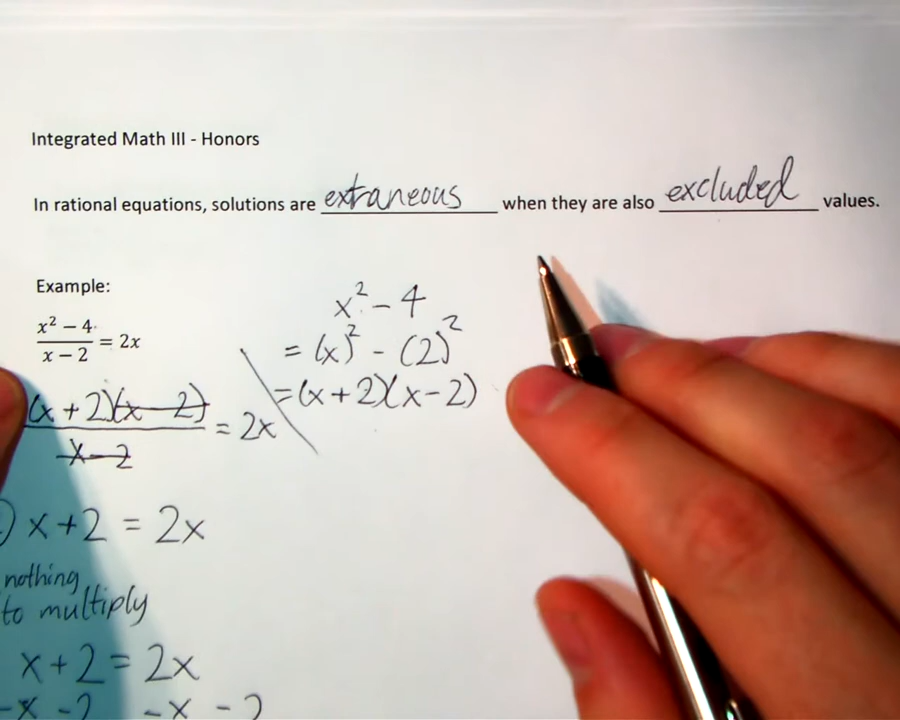 Integrated Math III - Honors
In rational equations, solutions are extraneous when they are also excluded values.
Example:
x² - 4
x² - 4 / x - 2 = 2x
= (x)² - (2)²
= (x+2)(x-2)
(x+2)(x-2) / x-2 = 2x
) x+2 = 2x
nothing
to multiply
x+2 = 2x
-x -2 -x -2